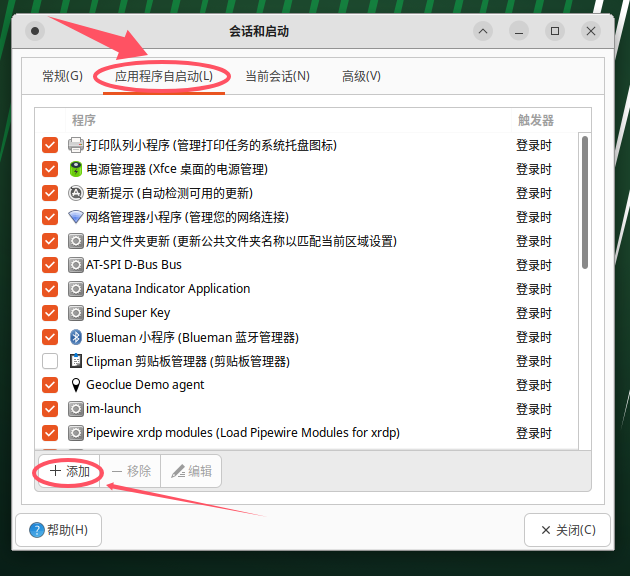 会话和启动
常规(G) 应用程序自启动(L) 当前会话(N) 高级(V)
程序 触发器
打印队列小程序 (管理打印任务的系统托盘图标) 登录时
电源管理器 (Xfce 桌面的电源管理) 登录时
更新提示 (自动检测可用的更新) 登录时
网络管理器小程序 (管理您的网络连接) 登录时
用户文件夹更新 (更新公共文件夹名称以匹配当前区域设置) 登录时
AT-SPI D-Bus Bus 登录时
Ayatana Indicator Application 登录时
Bind Super Key 登录时
Blueman 小程序 (Blueman 蓝牙管理器) 登录时
Clipman 剪贴板管理器 (剪贴板管理器) 登录时
Geoclue Demo agent 登录时
im-launch 登录时
Pipewire xrdp modules (Load Pipewire Modules for xrdp) 登录时
添加 移除 编辑
帮助(H) 关闭(C)